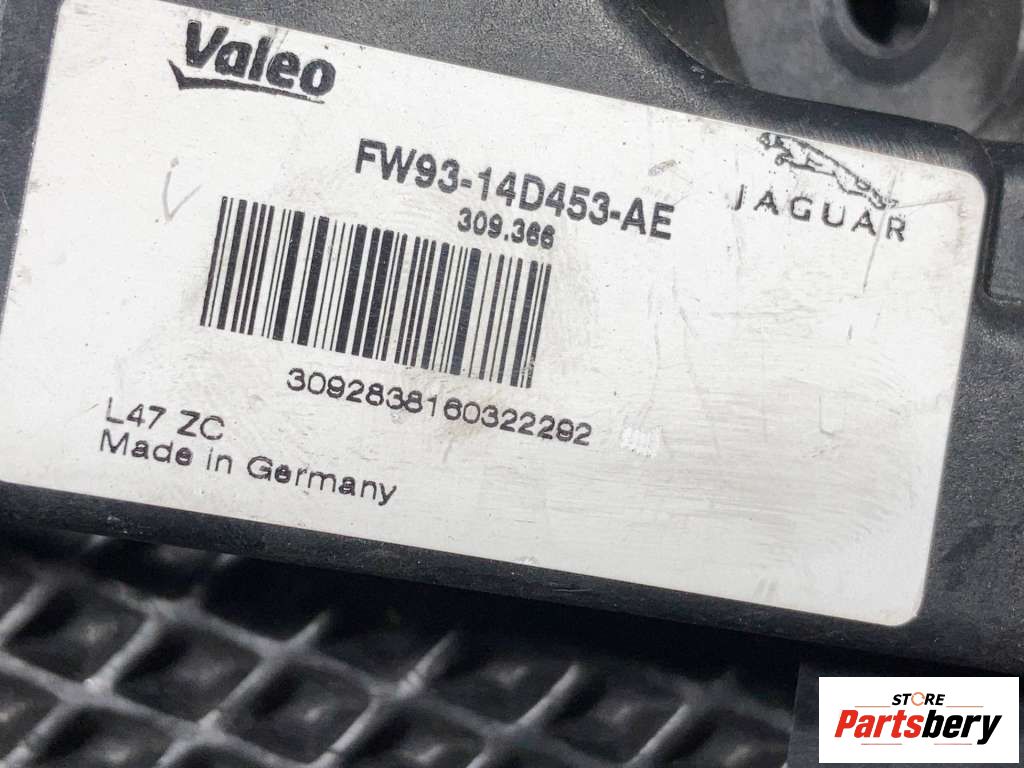 Valeo
FW93-14D453-AE
309.366
JAGUAR
3092838160322292
L47 ZC
Made in Germany
STORE
Partsbery